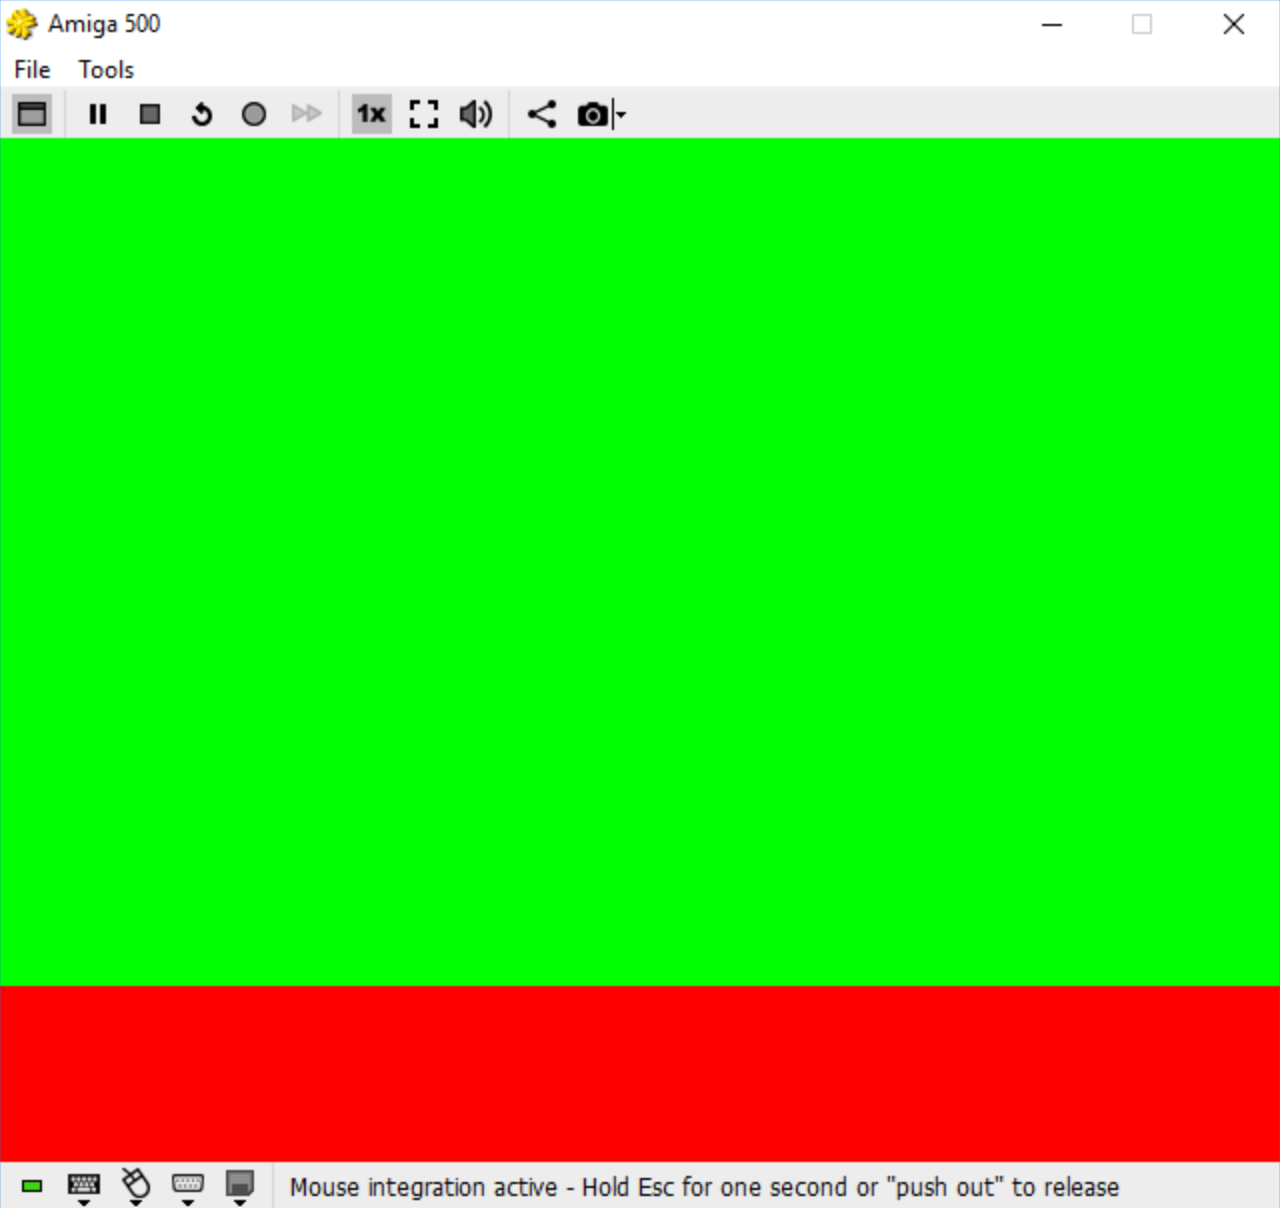 Amiga 500
File Tools
1x
Mouse integration active - Hold Esc for one second or "push out" to release